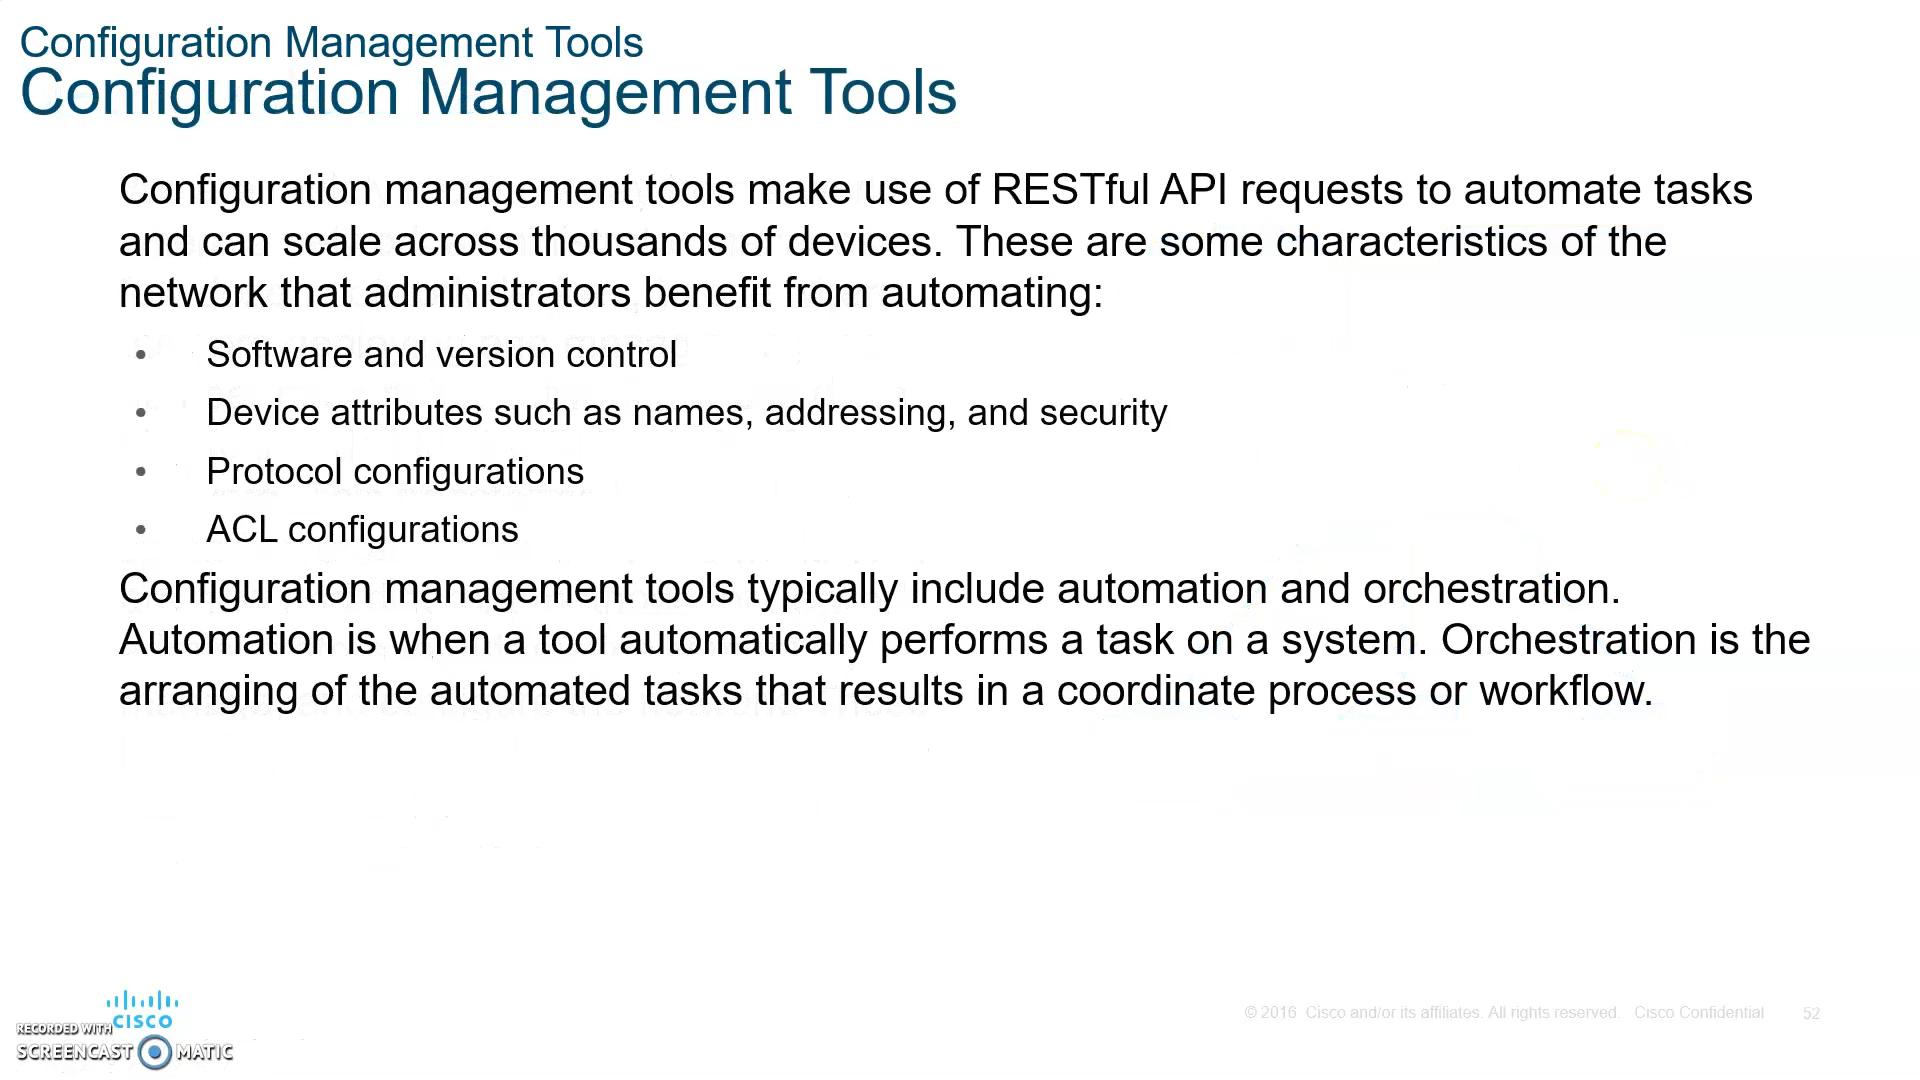 Configuration Management Tools
Configuration Management Tools
Configuration management tools make use of RESTful API requests to automate tasks
and can scale across thousands of devices. These are some characteristics of the
network that administrators benefit from automating:
• Software and version control
• Device attributes such as names, addressing, and security
• Protocol configurations
• ACL configurations
Configuration management tools typically include automation and orchestration.
Automation is when a tool automatically performs a task on a system. Orchestration is the
arranging of the automated tasks that results in a coordinate process or workflow.
CISCO
RECORDED WITH
SCREENCAST MATIC
© 2016 Cisco and/or its affiliates. All rights reserved. Cisco Confidential 52